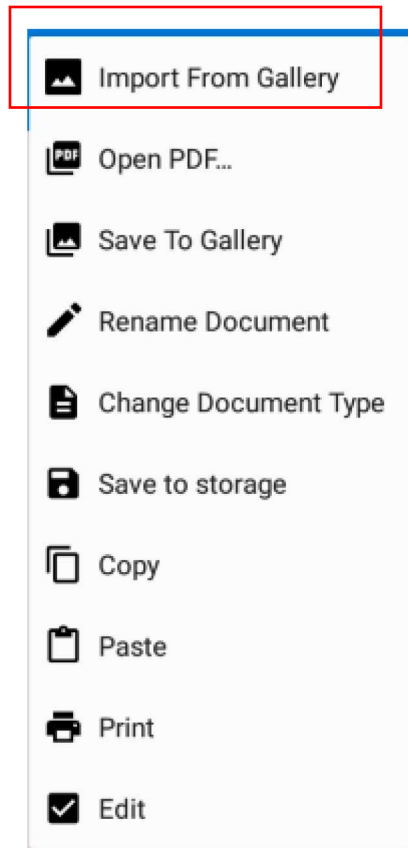 Import From Gallery
PDF
Open PDF...
Save To Gallery
Rename Document
Change Document Type
Save to storage
Copy
Paste
Print
Edit